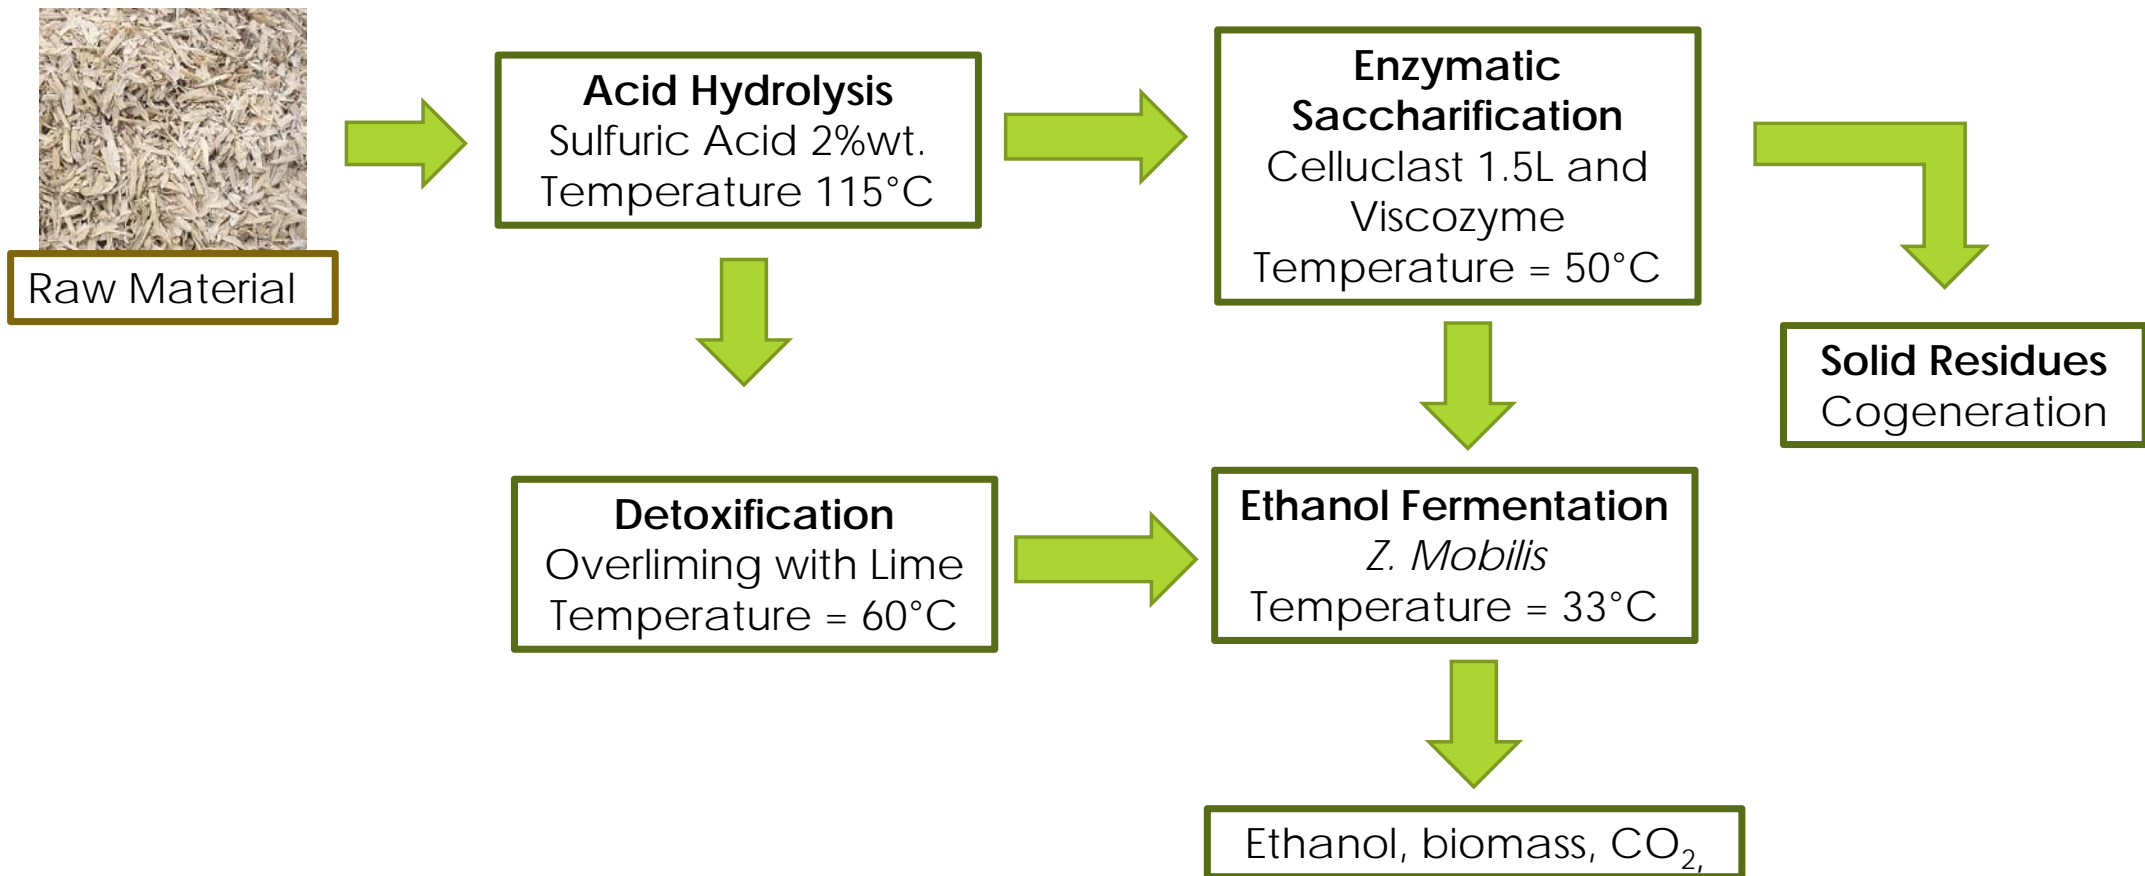 Raw Material
Acid Hydrolysis
Sulfuric Acid 2%wt.
Temperature 115°C
Enzymatic
Saccharification
Celluclast 1.5L and
Viscozyme
Temperature = 50°C
Solid Residues
Cogeneration
Detoxification
Overliming with Lime
Temperature = 60°C
Ethanol Fermentation
Z. Mobilis
Temperature = 33°C
Ethanol, biomass, CO₂,